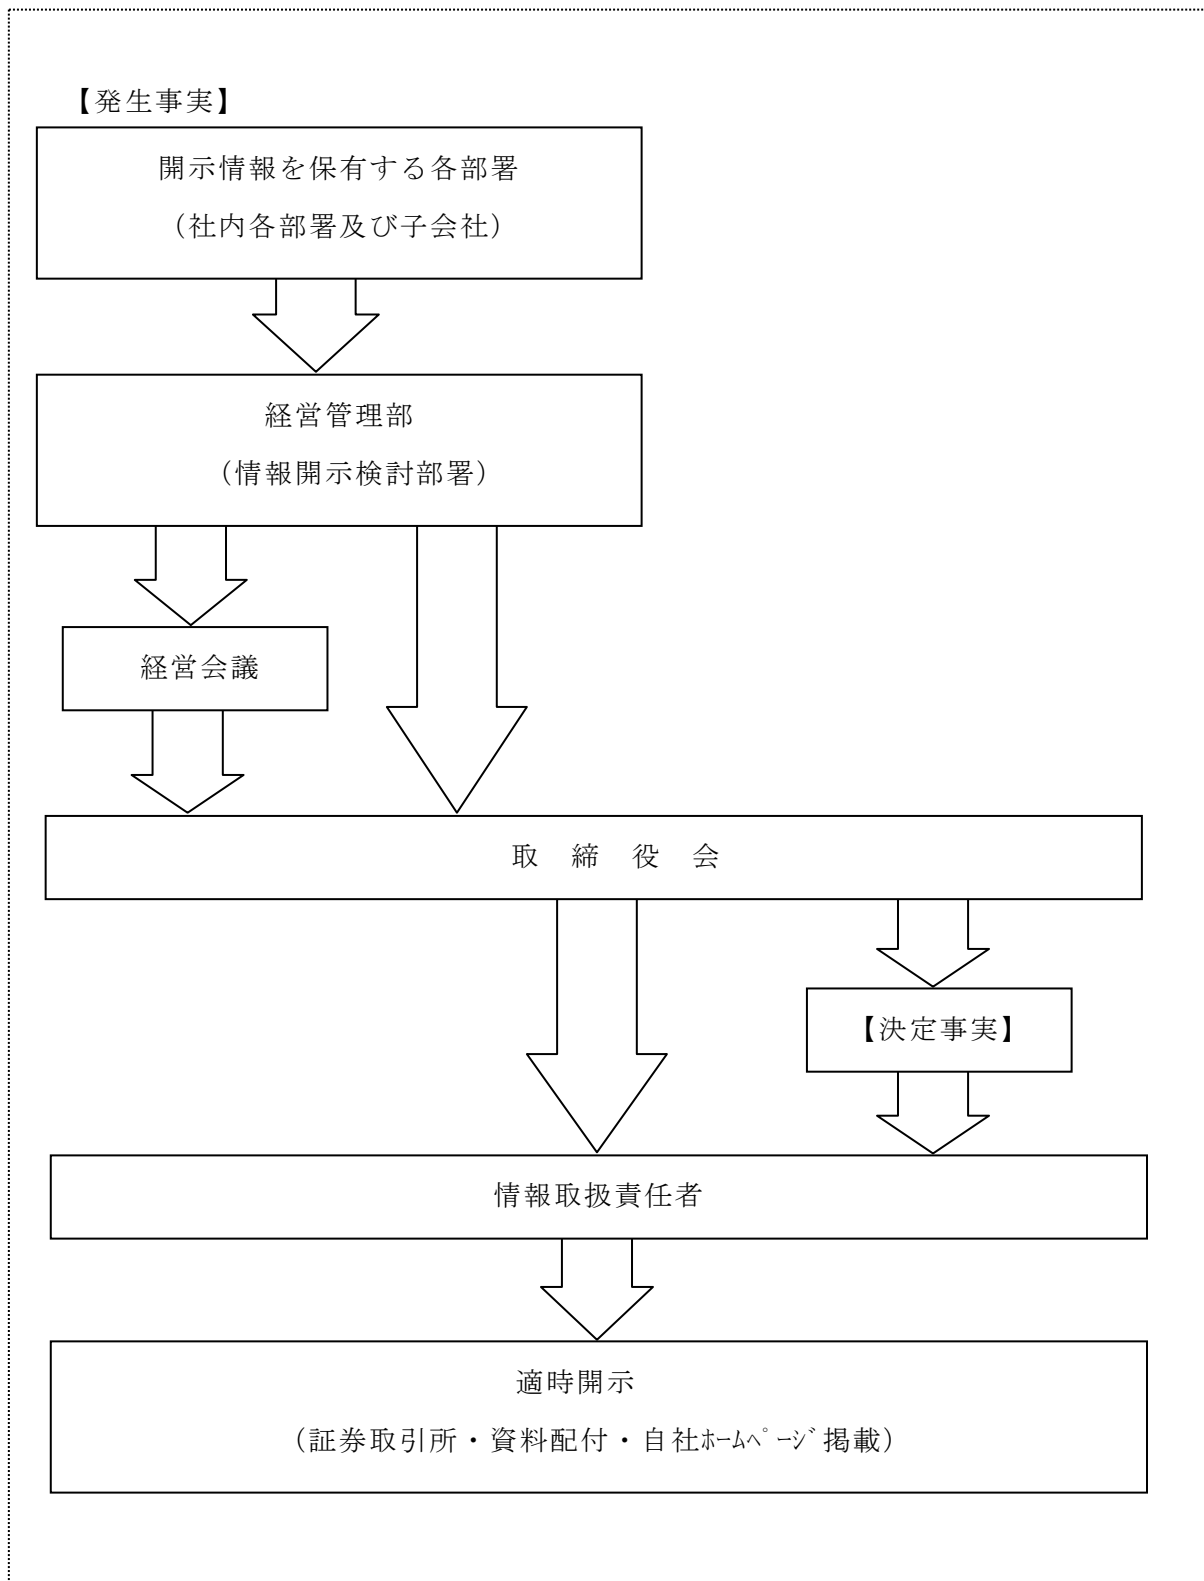 【発生事実】
開示情報を保有する各部署
(社内各部署及び子会社)
経営管理部
(情報開示検討部署)
経営会議
取　締　役　会
【決定事実】
情報取扱責任者
適時開示
(証券取引所・資料配付・自社ﾎｰﾑﾍﾟｰｼﾞ掲載)